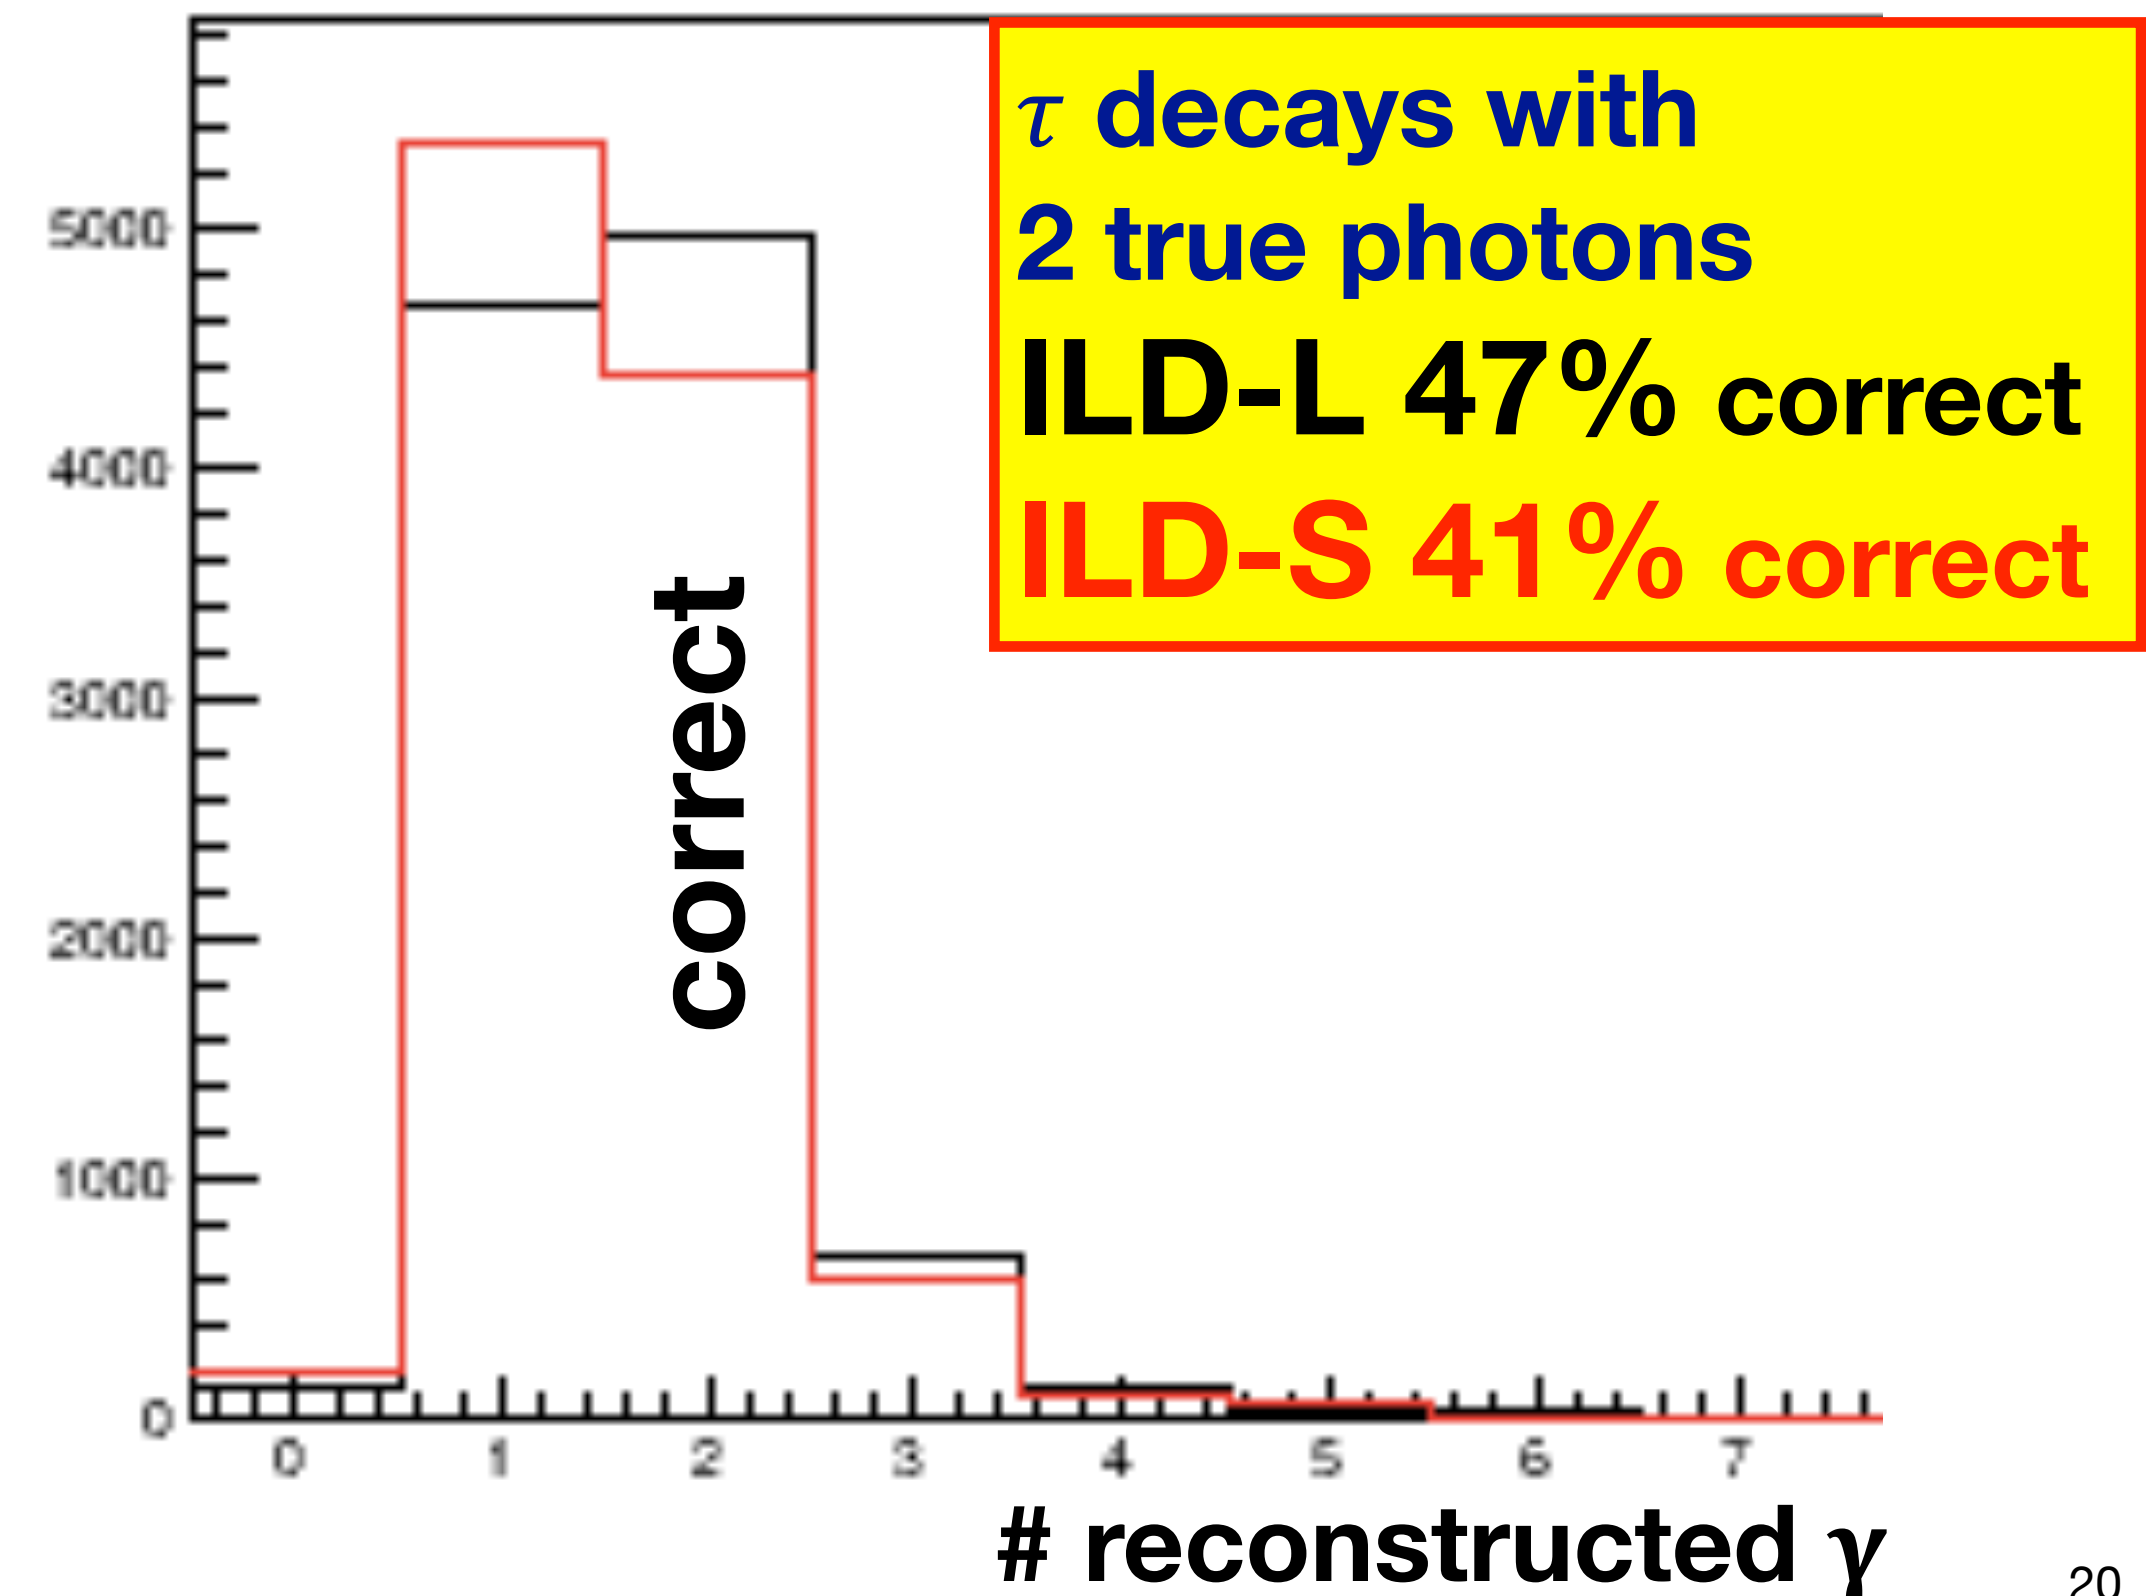 τ decays with
2 true photons
ILD-L 47% correct
ILD-S 41% correct
5000
4000
3000
2000
1000
0
correct
0 1 2 3 4 5 6 7
# reconstructed γ
20